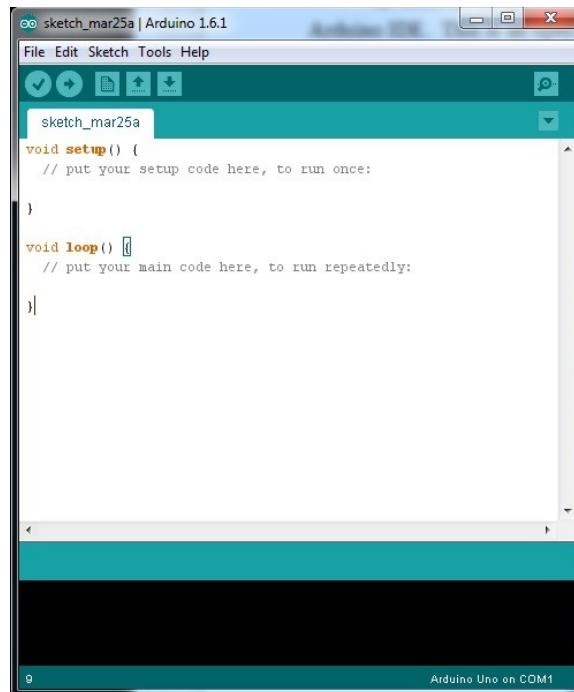 sketch_mar25a | Arduino 1.6.1
File Edit Sketch Tools Help
sketch_mar25a
void setup() {
  // put your setup code here, to run once:

}

void loop() {
  // put your main code here, to run repeatedly:

}
9
Arduino Uno on COM1